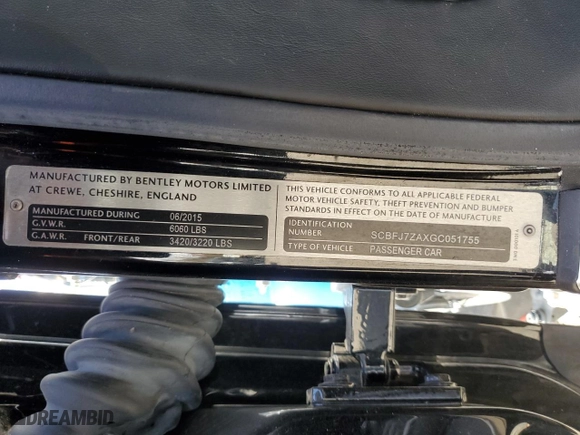 MANUFACTURED BY BENTLEY MOTORS LIMITED
AT CREWE, CHESHIRE, ENGLAND
MANUFACTURED DURING 06/2015
G.V.W.R. 6060 LBS
G.A.W.R. FRONT/REAR 3420/3220 LBS
THIS VEHICLE CONFORMS TO ALL APPLICABLE FEDERAL
MOTOR VEHICLE SAFETY, THEFT PREVENTION AND BUMPER
STANDARDS IN EFFECT ON THE DATE OF MANUFACTURE
IDENTIFICATION
NUMBER SCBFJ7ZAXGC051755
TYPE OF VEHICLE PASSENGER CAR
DREAMBID